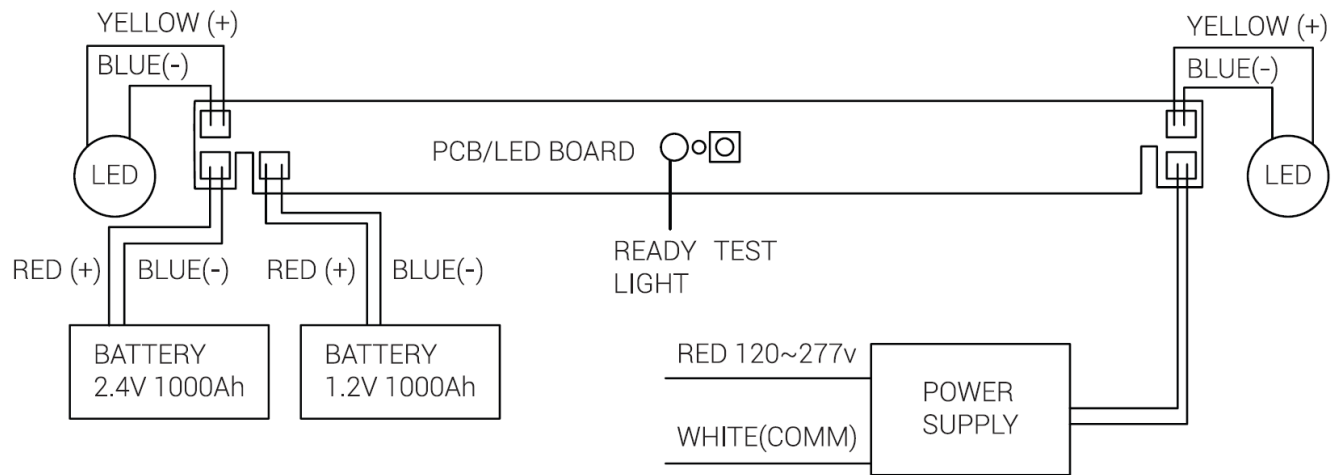 YELLOW (+)
BLUE(-)
YELLOW (+)
BLUE(-)
PCB/LED BOARD
LED
LED
READY TEST
LIGHT
RED (+)
BLUE(-)
RED (+)
BLUE(-)
BATTERY
2.4V 1000Ah
BATTERY
1.2V 1000Ah
RED 120~277v
WHITE(COMM)
POWER
SUPPLY